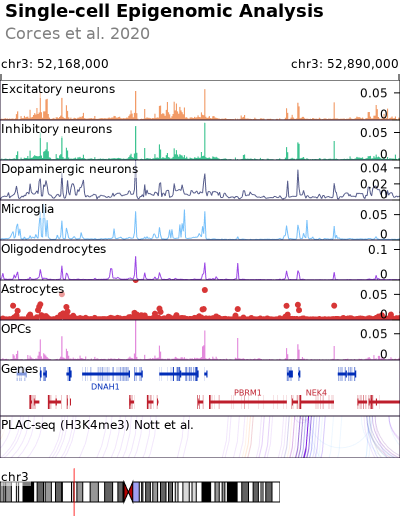 Single-cell Epigenomic Analysis
Corces et al. 2020
chr3: 52,168,000 chr3: 52,890,000
Excitatory neurons 0.05
0
Inhibitory neurons 0.05
0
Dopaminergic neurons 0.04
0.02
0
Microglia 0.05
0
Oligodendrocytes 0.1
0
Astrocytes 0.05
0
OPCs 0.05
0
Genes
DNAH1
PBRM1 NEK4
PLAC-seq (H3K4me3) Nott et al.
chr3